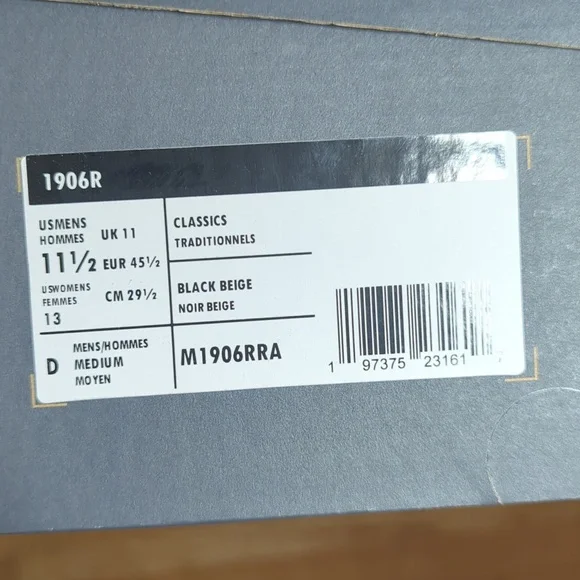 1906R
USMENS
HOMMES
UK 11
11½
EUR 45½
USWOMENS
FEMMES
CM 29½
13
CLASSICS
TRADITIONNELS
BLACK BEIGE
NOIR BEIGE
D
MENS/HOMMES
MEDIUM
MOYEN
M1906RRA
1 97375 23161